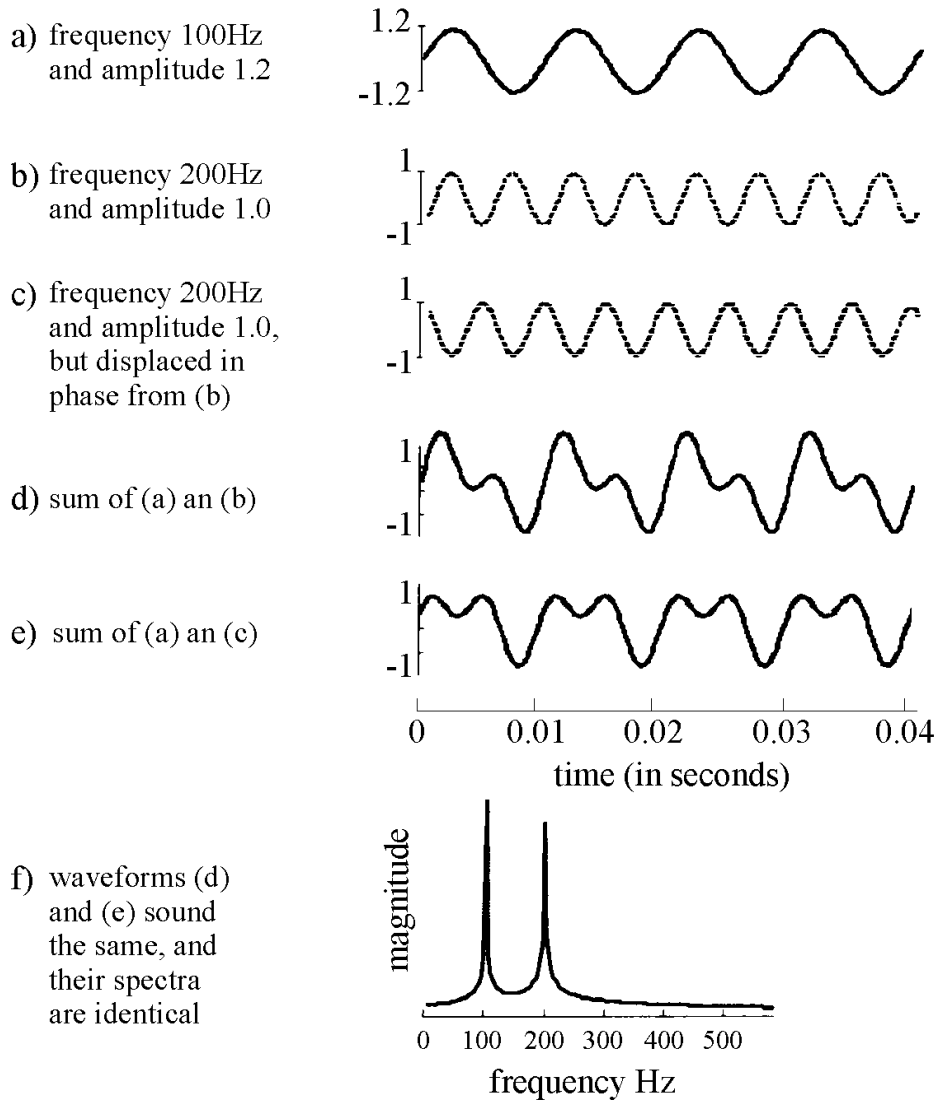 a) frequency 100Hz
and amplitude 1.2
1.2
-1.2
b) frequency 200Hz
and amplitude 1.0
1
-1
c) frequency 200Hz
and amplitude 1.0,
but displaced in
phase from (b)
1
-1
d) sum of (a) an (b)
1
-1
e) sum of (a) an (c)
1
-1
0 0.01 0.02 0.03 0.04
time (in seconds)
f) waveforms (d)
and (e) sound
the same, and
their spectra
are identical
magnitude
0 100 200 300 400 500
frequency Hz